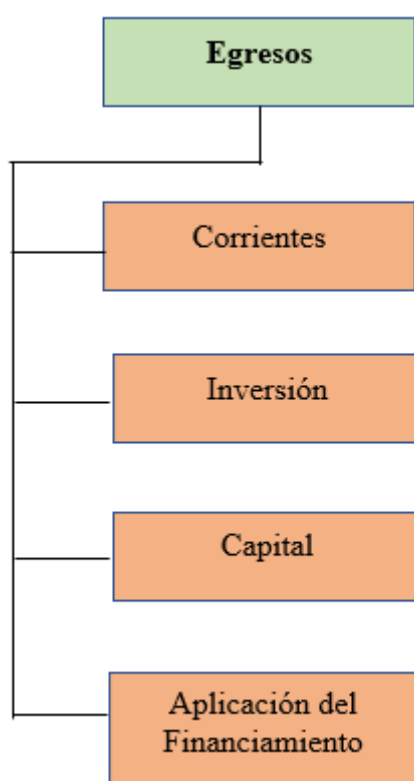 Egresos
Corrientes
Inversión
Capital
Aplicación del
Financiamiento